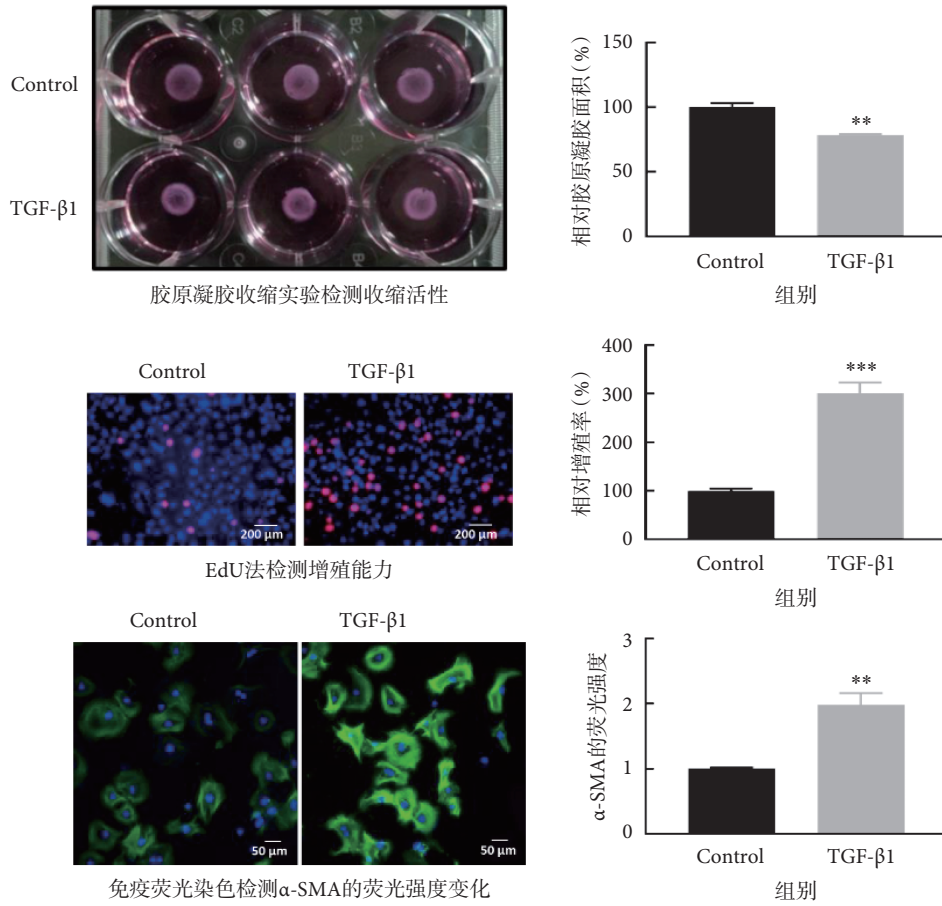 Control
TGF-β1
C2
B2
B3
胶原凝胶收缩实验检测收缩活性
相对胶原凝胶面积(%)
150
100
50
0
**
Control
TGF-β1
组别
Control
TGF-β1
200 μm
200 μm
EdU法检测增殖能力
相对增殖率(%)
400
300
200
100
0
***
Control
TGF-β1
组别
Control
TGF-β1
50 μm
50 μm
免疫荧光染色检测α-SMA的荧光强度变化
α-SMA的荧光强度
3
2
1
0
**
Control
TGF-β1
组别